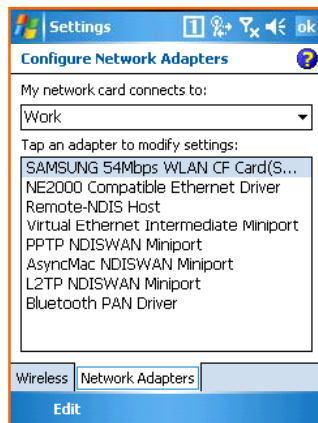 Settings
1
ok
Configure Network Adapters
?
My network card connects to:
Work
Tap an adapter to modify settings:
SAMSUNG 54Mbps WLAN CF Card(S...
NE2000 Compatible Ethernet Driver
Remote-NDIS Host
Virtual Ethernet Intermediate Miniport
PPTP NDISWAN Miniport
AsyncMac NDISWAN Miniport
L2TP NDISWAN Miniport
Bluetooth PAN Driver
Wireless Network Adapters
Edit